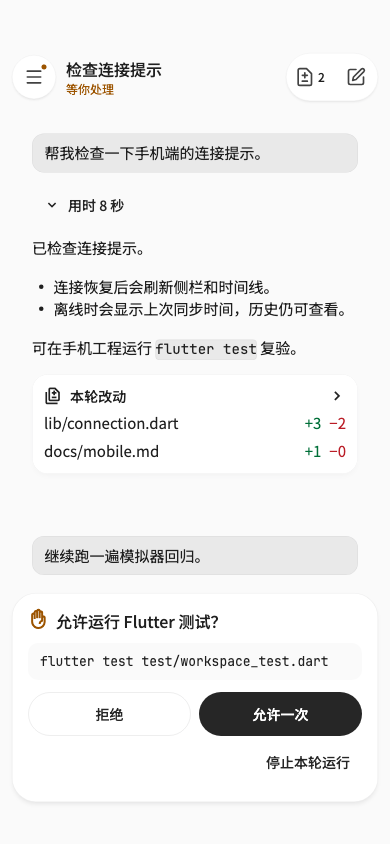 检查连接提示
等你处理
2
帮我检查一下手机端的连接提示。
用时 8 秒
已检查连接提示。
• 连接恢复后会刷新侧栏和时间线。
• 离线时会显示上次同步时间，历史仍可查看。
可在手机工程运行 flutter test 复验。
本轮改动
lib/connection.dart +3 −2
docs/mobile.md +1 −0
继续跑一遍模拟器回归。
允许运行 Flutter 测试？
flutter test test/workspace_test.dart
拒绝 允许一次
停止本轮运行